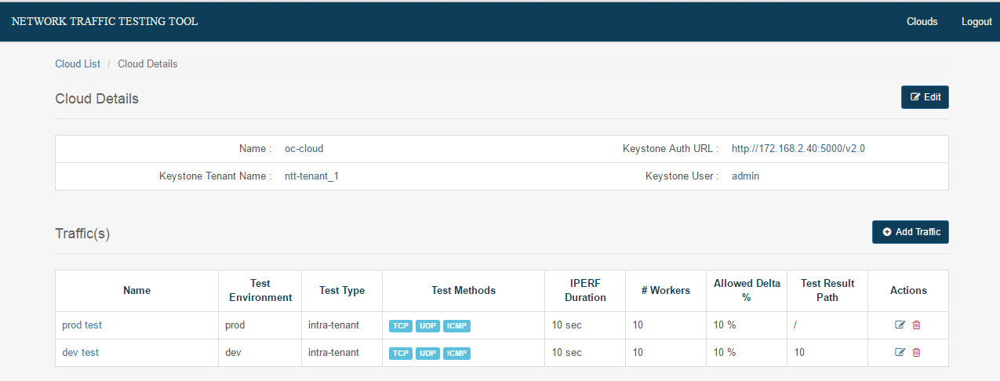 NETWORK TRAFFIC TESTING TOOL Clouds Logout
Cloud List / Cloud Details
Cloud Details Edit
Name : oc-cloud Keystone Auth URL : http://172.168.2.40:5000/v2.0
Keystone Tenant Name : ntt-tenant_1 Keystone User : admin
Traffic(s) Add Traffic
Name Test Environment Test Type Test Methods IPERF Duration # Workers Allowed Delta % Test Result Path Actions
prod test prod intra-tenant TCP UDP ICMP 10 sec 10 10 % /
dev test dev intra-tenant TCP UDP ICMP 10 sec 10 10 % 10